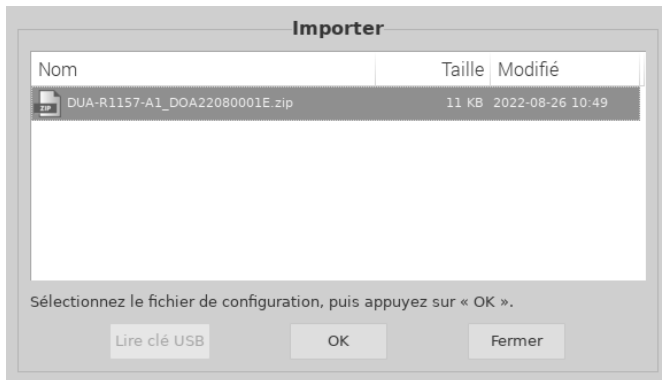 Importer
Nom Taille Modifié
ZIP DUA-R1157-A1_DOA22080001E.zip 11 KB 2022-08-26 10:49
Sélectionnez le fichier de configuration, puis appuyez sur « OK ».
Lire clé USB OK Fermer